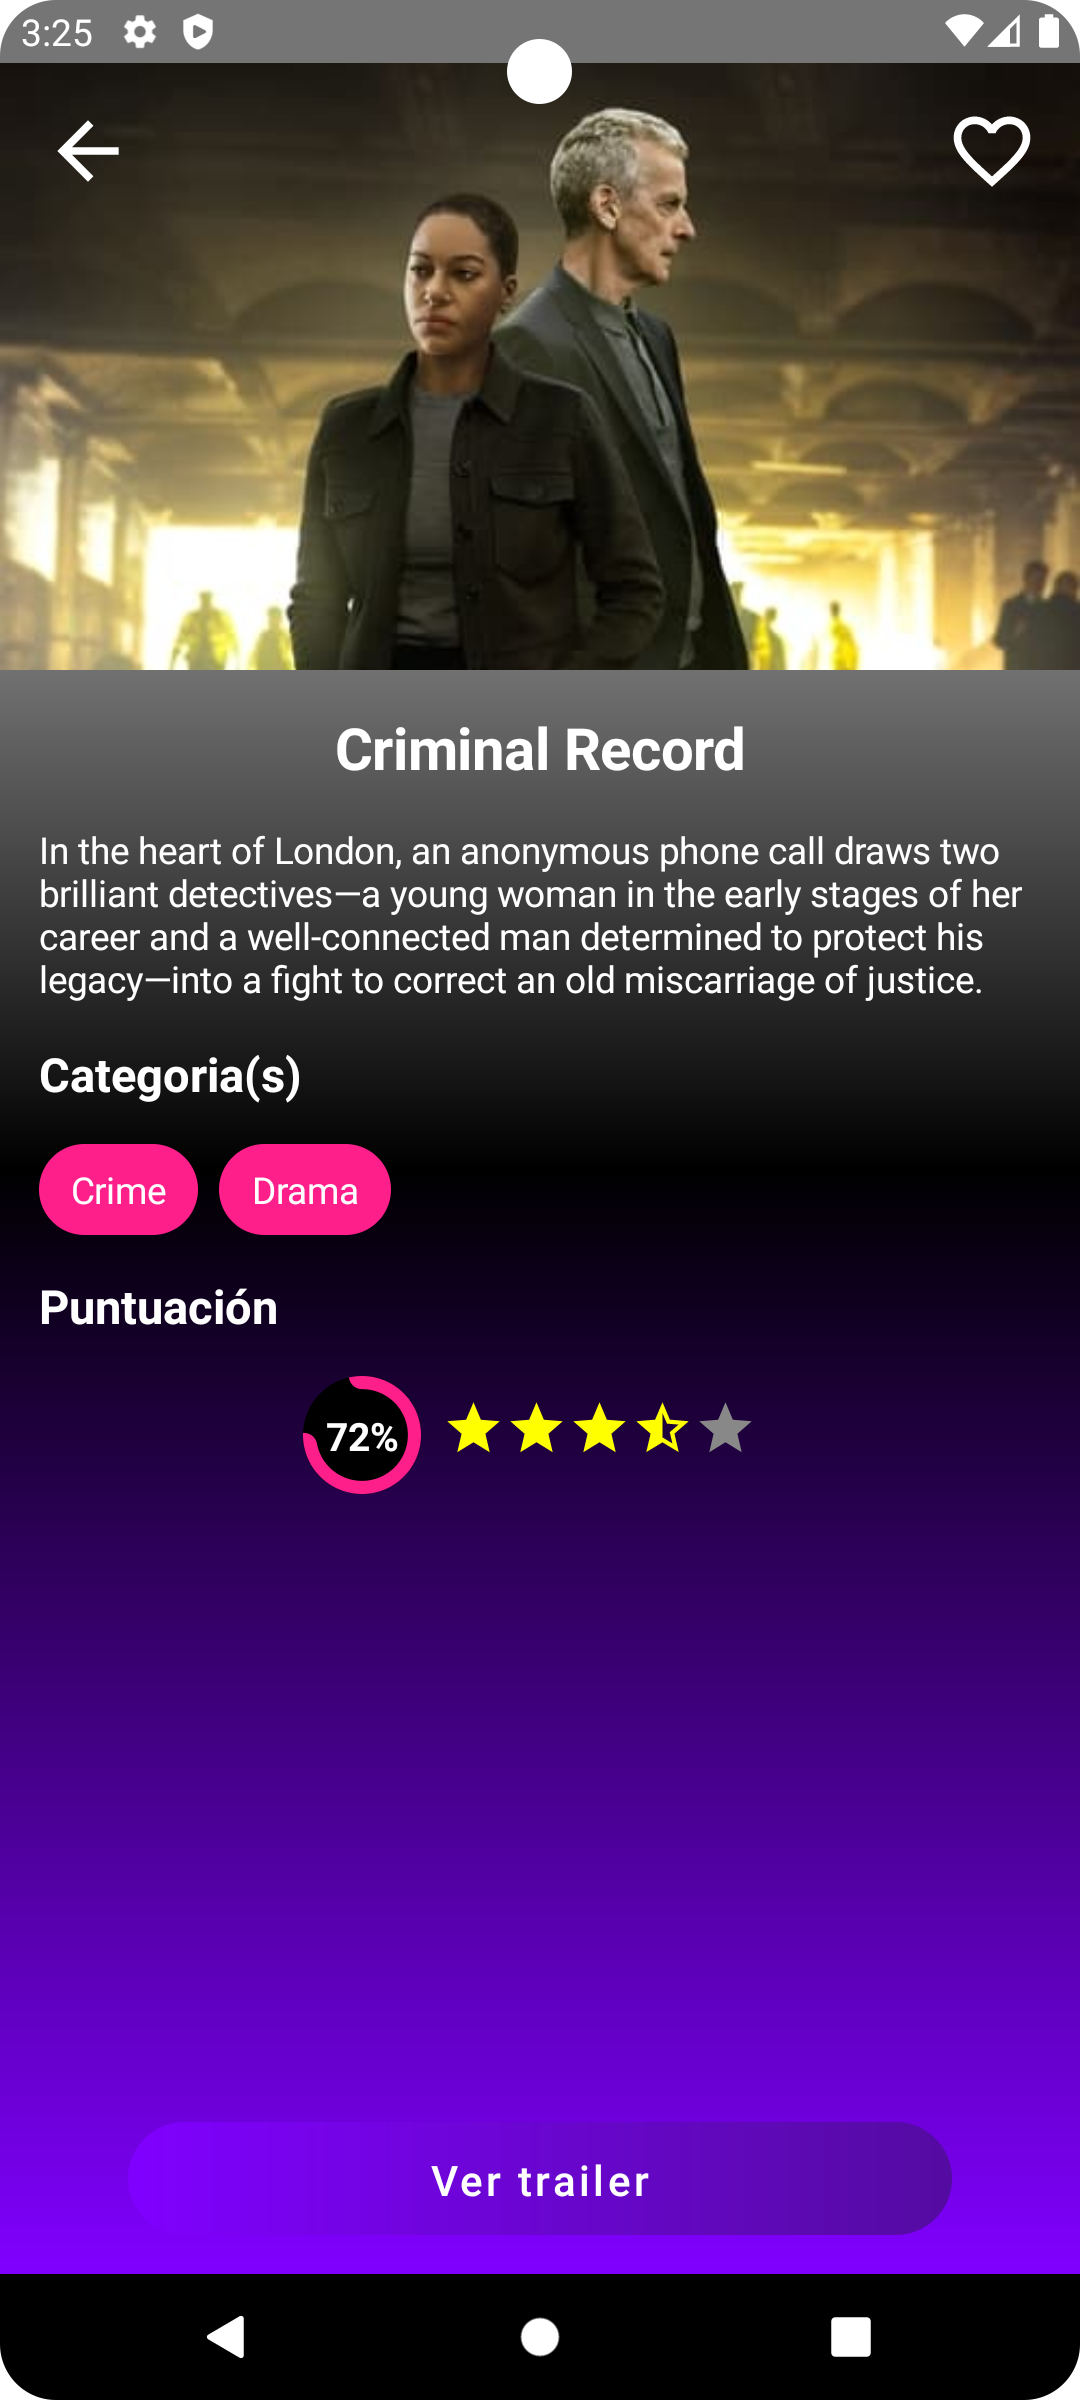 3:25
Criminal Record
In the heart of London, an anonymous phone call draws two
brilliant detectives—a young woman in the early stages of her
career and a well-connected man determined to protect his
legacy—into a fight to correct an old miscarriage of justice.
Categoria(s)
Crime Drama
Puntuación
72%
Ver trailer